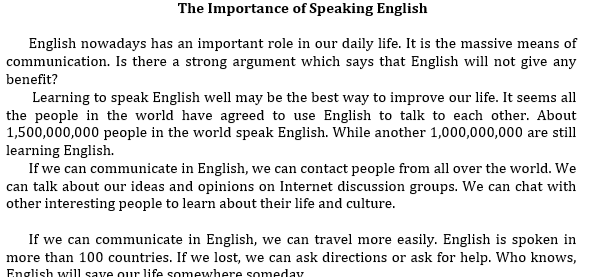 The Importance of Speaking English
English nowadays has an important role in our daily life. It is the massive means of
communication. Is there a strong argument which says that English will not give any
benefit?
Learning to speak English well may be the best way to improve our life. It seems all
the people in the world have agreed to use English to talk to each other. About
1,500,000,000 people in the world speak English. While another 1,000,000,000 are still
learning English.
If we can communicate in English, we can contact people from all over the world. We
can talk about our ideas and opinions on Internet discussion groups. We can chat with
other interesting people to learn about their life and culture.
If we can communicate in English, we can travel more easily. English is spoken in
more than 100 countries. If we lost, we can ask directions or ask for help. Who knows,
English will save our life somewhere someday